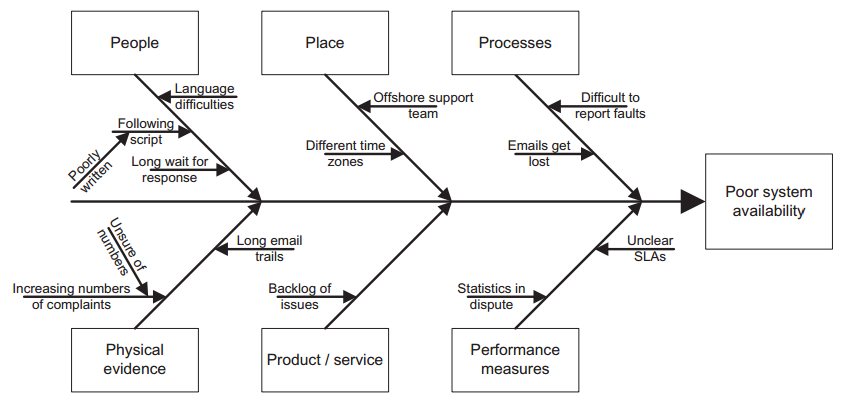 People
Place
Processes
Language
difficulties
Following
script
Poorly
written
Long wait for
response
Offshore support
team
Different time
zones
Difficult to
report faults
Emails get
lost
Poor system
availability
Unsure of
numbers
Long email
trails
Increasing numbers
of complaints
Backlog of
issues
Unclear
SLAs
Statistics in
dispute
Physical
evidence
Product / service
Performance
measures